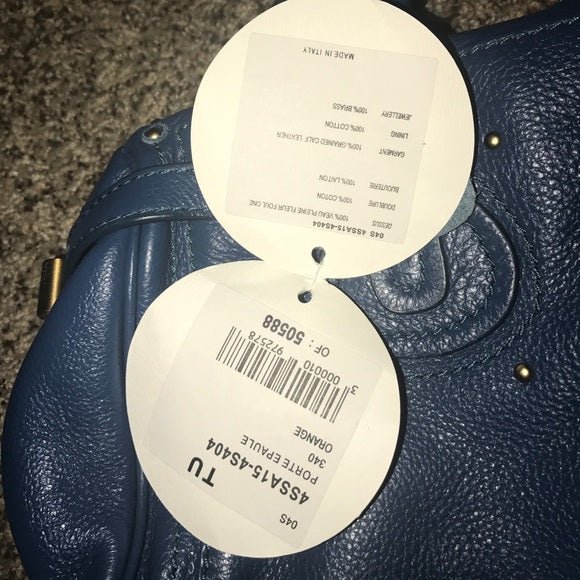 04S 4SSA15-4S404
DESSUS 100% VEAU PLEINE FLEUR FOULONE
DOUBLURE 100% COTON
BIJOUTERIE 100% LAITON
GARMENT 100% GRAINED CALF LEATHER
LINING 100% COTTON
JEWELLERY 100% BRASS
MADE IN ITALY
04S
TU
4SSA15-4S404
PORTE EPAULE
340
ORANGE
3 000010 972578
OF : 50588